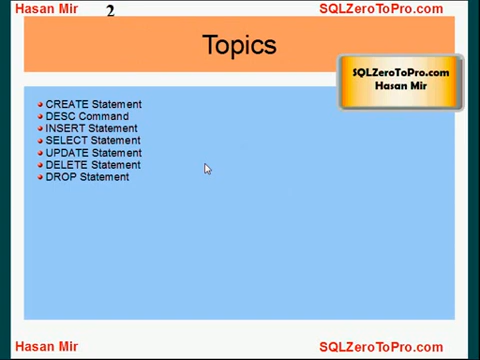 Hasan Mir
2
SQLZeroToPro.com
Topics
SQLZeroToPro.com
Hasan Mir
CREATE Statement
DESC Command
INSERT Statement
SELECT Statement
UPDATE Statement
DELETE Statement
DROP Statement
Hasan Mir
SQLZeroToPro.com